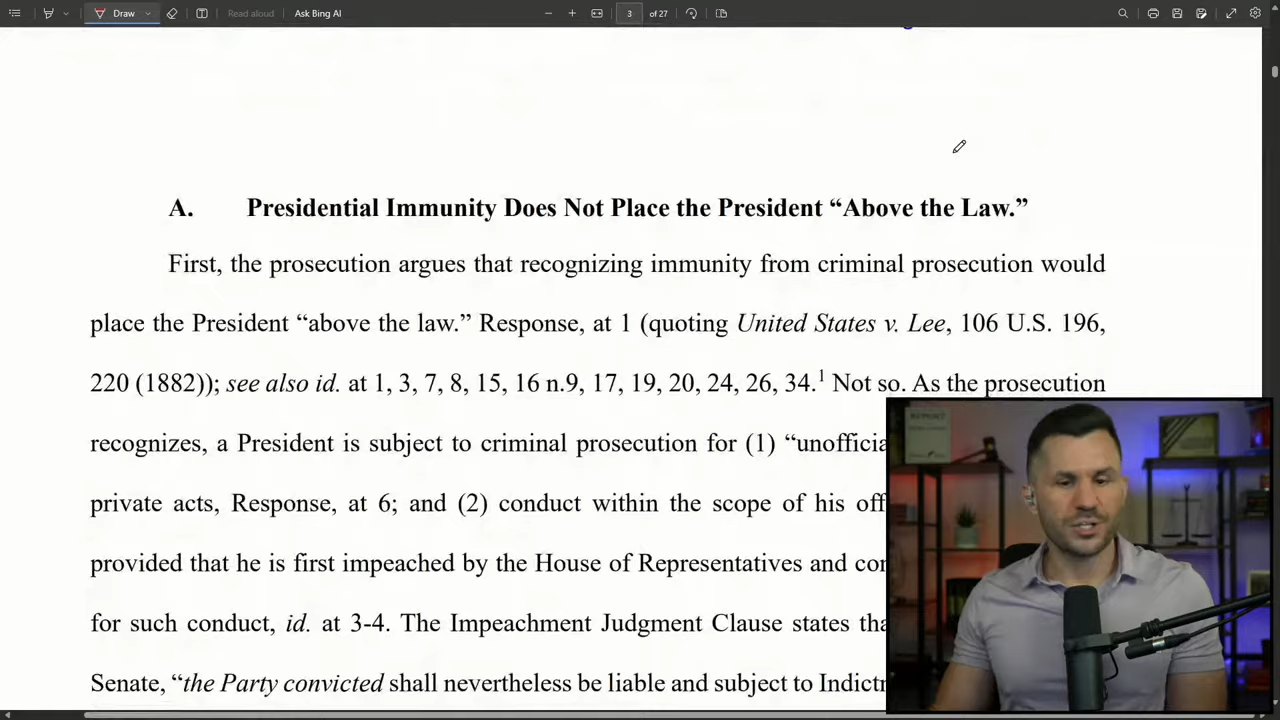 Draw
Read aloud
Ask Bing AI
3
of 27
A. Presidential Immunity Does Not Place the President “Above the Law.”
First, the prosecution argues that recognizing immunity from criminal prosecution would
place the President “above the law.” Response, at 1 (quoting United States v. Lee, 106 U.S. 196,
220 (1882)); see also id. at 1, 3, 7, 8, 15, 16 n.9, 17, 19, 20, 24, 26, 34.1 Not so. As the prosecution
recognizes, a President is subject to criminal prosecution for (1) “unofficia
private acts, Response, at 6; and (2) conduct within the scope of his off
provided that he is first impeached by the House of Representatives and con
for such conduct, id. at 3-4. The Impeachment Judgment Clause states tha
Senate, “the Party convicted shall nevertheless be liable and subject to Indictr